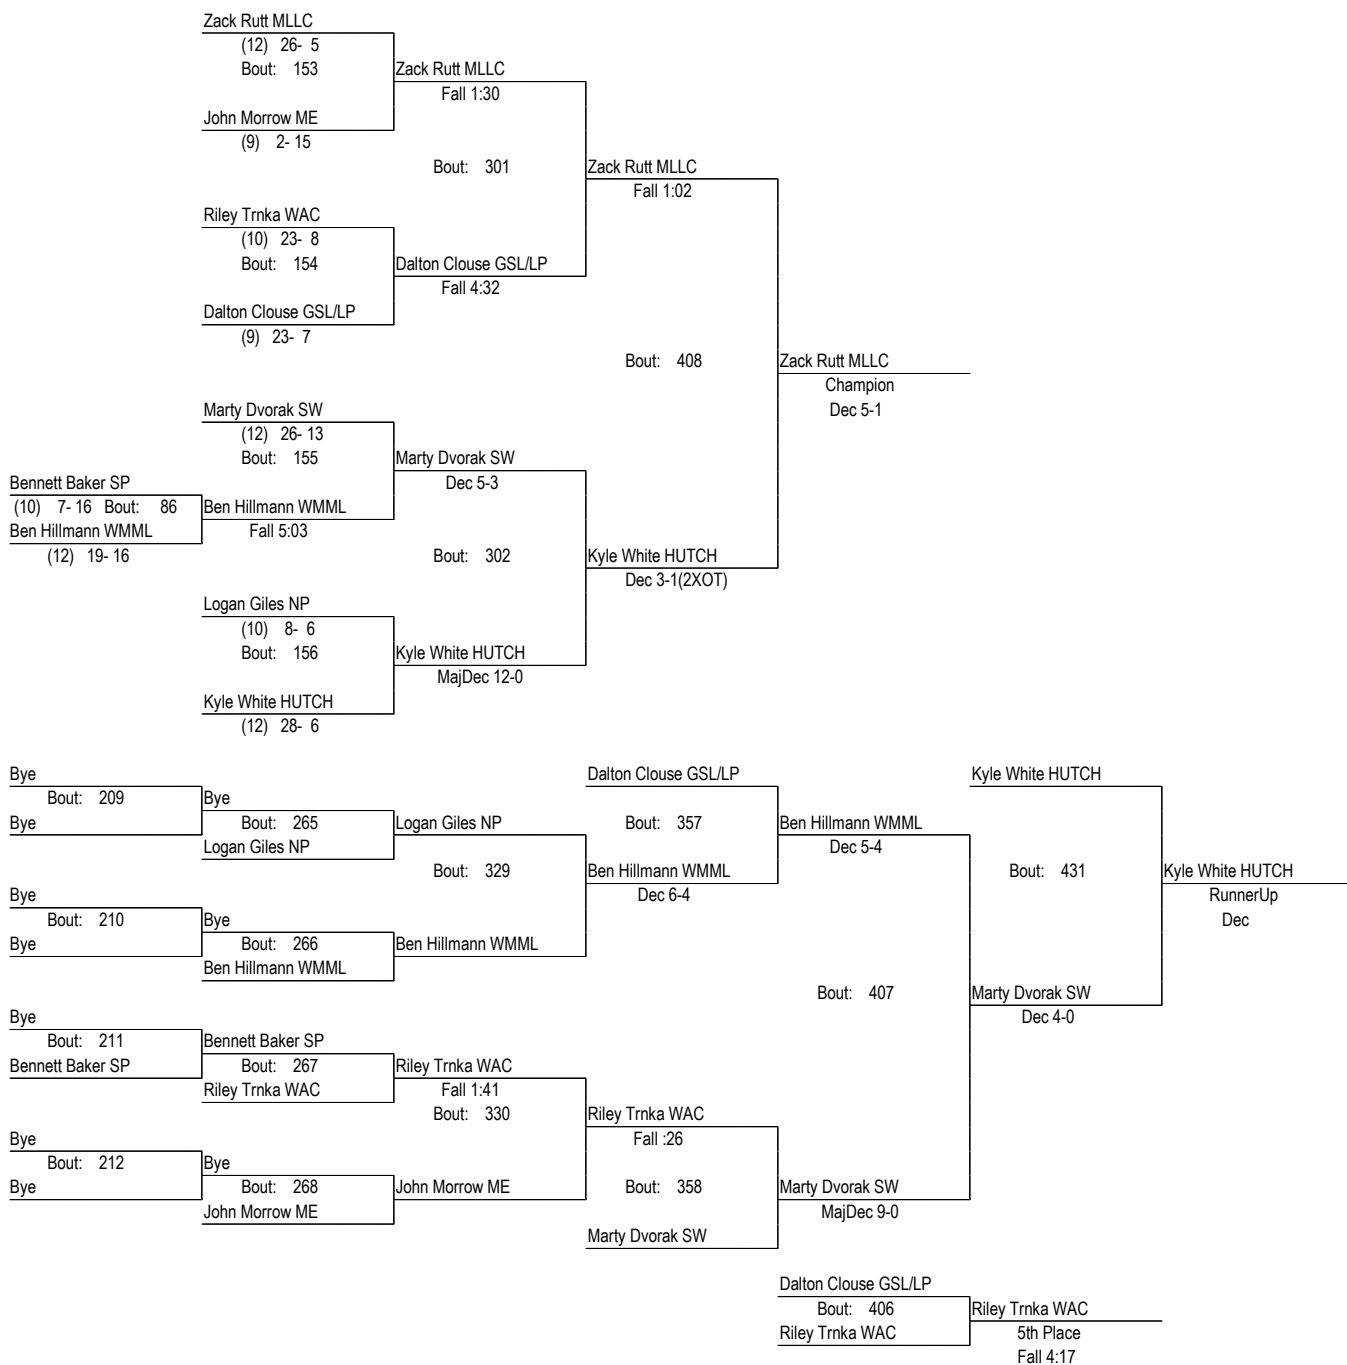 Zack Rutt MLLC
(12) 26- 5
Bout: 153
Zack Rutt MLLC
Fall 1:30
John Morrow ME
(9) 2- 15
Bout: 301
Zack Rutt MLLC
Fall 1:02
Riley Trnka WAC
(10) 23- 8
Bout: 154
Dalton Clouse GSL/LP
Fall 4:32
Dalton Clouse GSL/LP
(9) 23- 7
Bout: 408
Zack Rutt MLLC
Champion
Dec 5-1
Marty Dvorak SW
(12) 26- 13
Bout: 155
Marty Dvorak SW
Dec 5-3
Bennett Baker SP
(10) 7- 16 Bout: 86
Ben Hillmann WMML
Fall 5:03
Ben Hillmann WMML
(12) 19- 16
Bout: 302
Kyle White HUTCH
Dec 3-1(2XOT)
Logan Giles NP
(10) 8- 6
Bout: 156
Kyle White HUTCH
MajDec 12-0
Kyle White HUTCH
(12) 28- 6
Bye
Bout: 209
Bye
Bye
Bout: 265
Logan Giles NP
Logan Giles NP
Bout: 329
Dalton Clouse GSL/LP
Bout: 357
Ben Hillmann WMML
Dec 6-4
Ben Hillmann WMML
Dec 5-4
Kyle White HUTCH
Bout: 431
Kyle White HUTCH
RunnerUp
Dec
Bye
Bout: 210
Bye
Bye
Bout: 266
Ben Hillmann WMML
Ben Hillmann WMML
Bout: 407
Marty Dvorak SW
Dec 4-0
Bye
Bout: 211
Bennett Baker SP
Bennett Baker SP
Bout: 267
Riley Trnka WAC
Riley Trnka WAC
Fall 1:41
Bout: 330
Riley Trnka WAC
Fall :26
Bye
Bout: 212
Bye
Bye
Bout: 268
John Morrow ME
John Morrow ME
Bout: 358
Marty Dvorak SW
MajDec 9-0
Marty Dvorak SW
Dalton Clouse GSL/LP
Bout: 406
Riley Trnka WAC
Riley Trnka WAC
5th Place
Fall 4:17